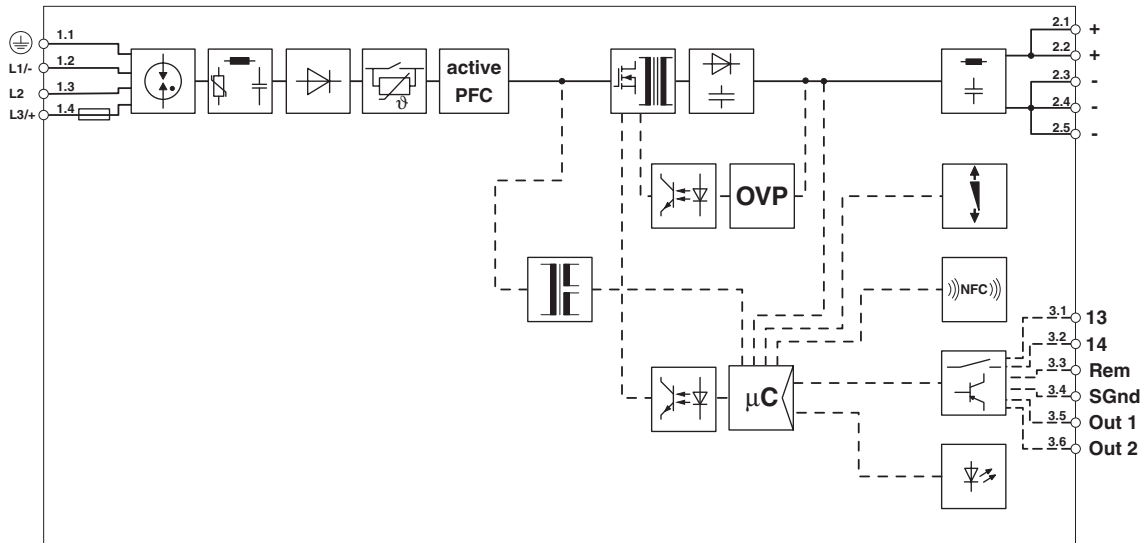 1.1
L1/- 1.2
L2 1.3
L3/+ 1.4
ϑ
active
PFC
2.1 +
2.2 +
2.3 -
2.4 -
2.5 -
OVP
NFC
µC
3.1 13
3.2 14
3.3 Rem
3.4 SGnd
3.5 Out 1
3.6 Out 2